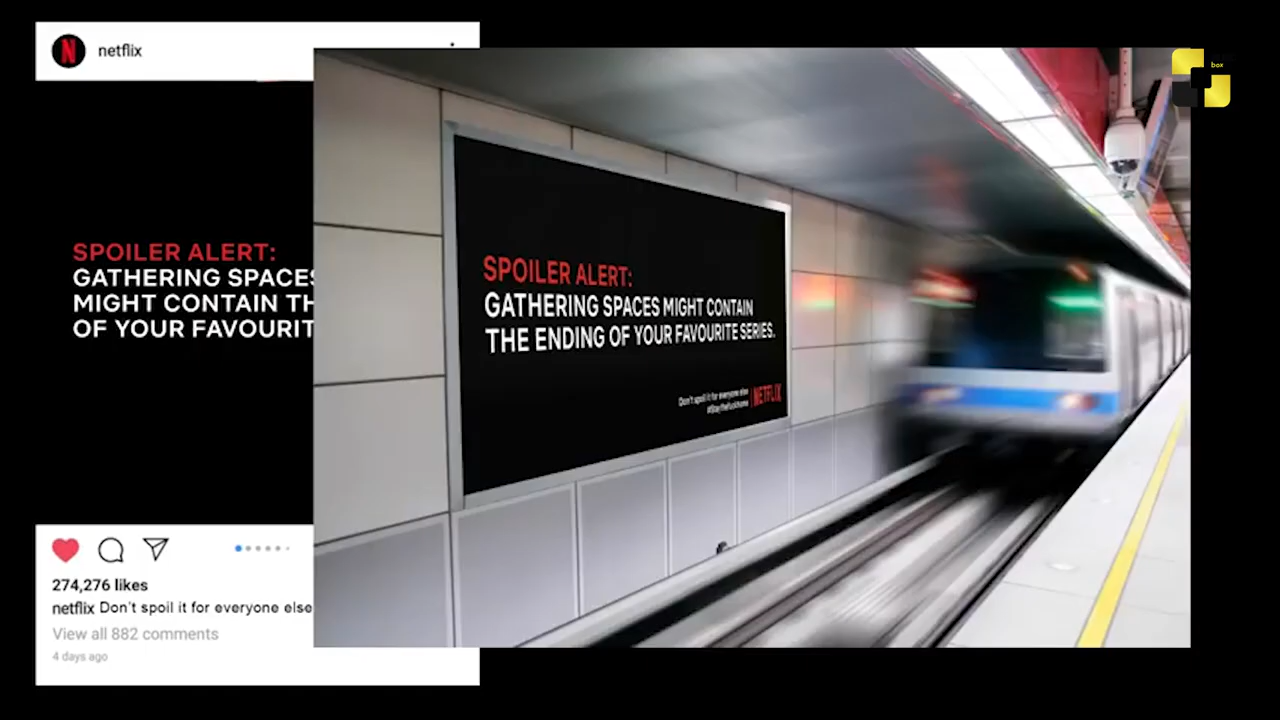 netflix
SPOILER ALERT:
GATHERING SPACES
MIGHT CONTAIN TH
OF YOUR FAVOURIT
274,276 likes
netflix Don't spoil it for everyone else
View all 882 comments
4 days ago
SPOILER ALERT:
GATHERING SPACES MIGHT CONTAIN
THE ENDING OF YOUR FAVOURITE SERIES.
Don't spoil it for everyone else
#Staythefuckhome
NETFLIX
box